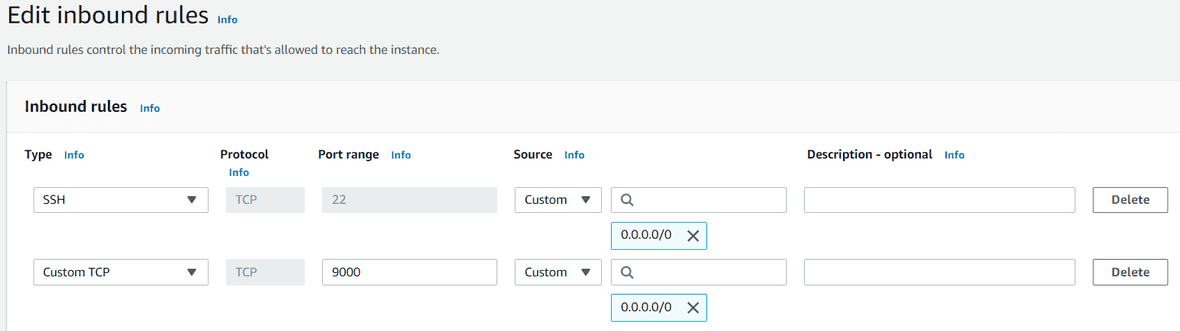 Edit inbound rules Info
Inbound rules control the incoming traffic that's allowed to reach the instance.
Inbound rules Info
Type Info Protocol Info Port range Info Source Info Description - optional Info
SSH TCP 22 Custom Delete
0.0.0.0/0
Custom TCP TCP 9000 Custom Delete
0.0.0.0/0